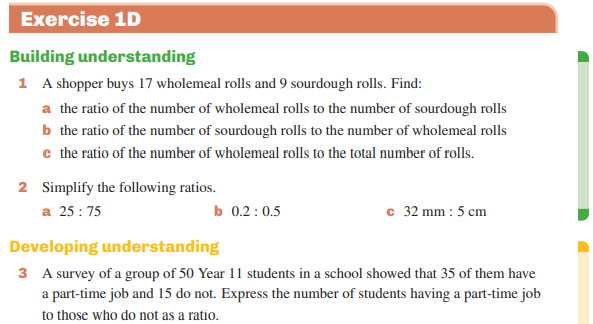 Exercise 1D
Building understanding
1 A shopper buys 17 wholemeal rolls and 9 sourdough rolls. Find:
a the ratio of the number of wholemeal rolls to the number of sourdough rolls
b the ratio of the number of sourdough rolls to the number of wholemeal rolls
c the ratio of the number of wholemeal rolls to the total number of rolls.
2 Simplify the following ratios.
a 25 : 75 b 0.2 : 0.5 c 32 mm : 5 cm
Developing understanding
3 A survey of a group of 50 Year 11 students in a school showed that 35 of them have
a part-time job and 15 do not. Express the number of students having a part-time job
to those who do not as a ratio.